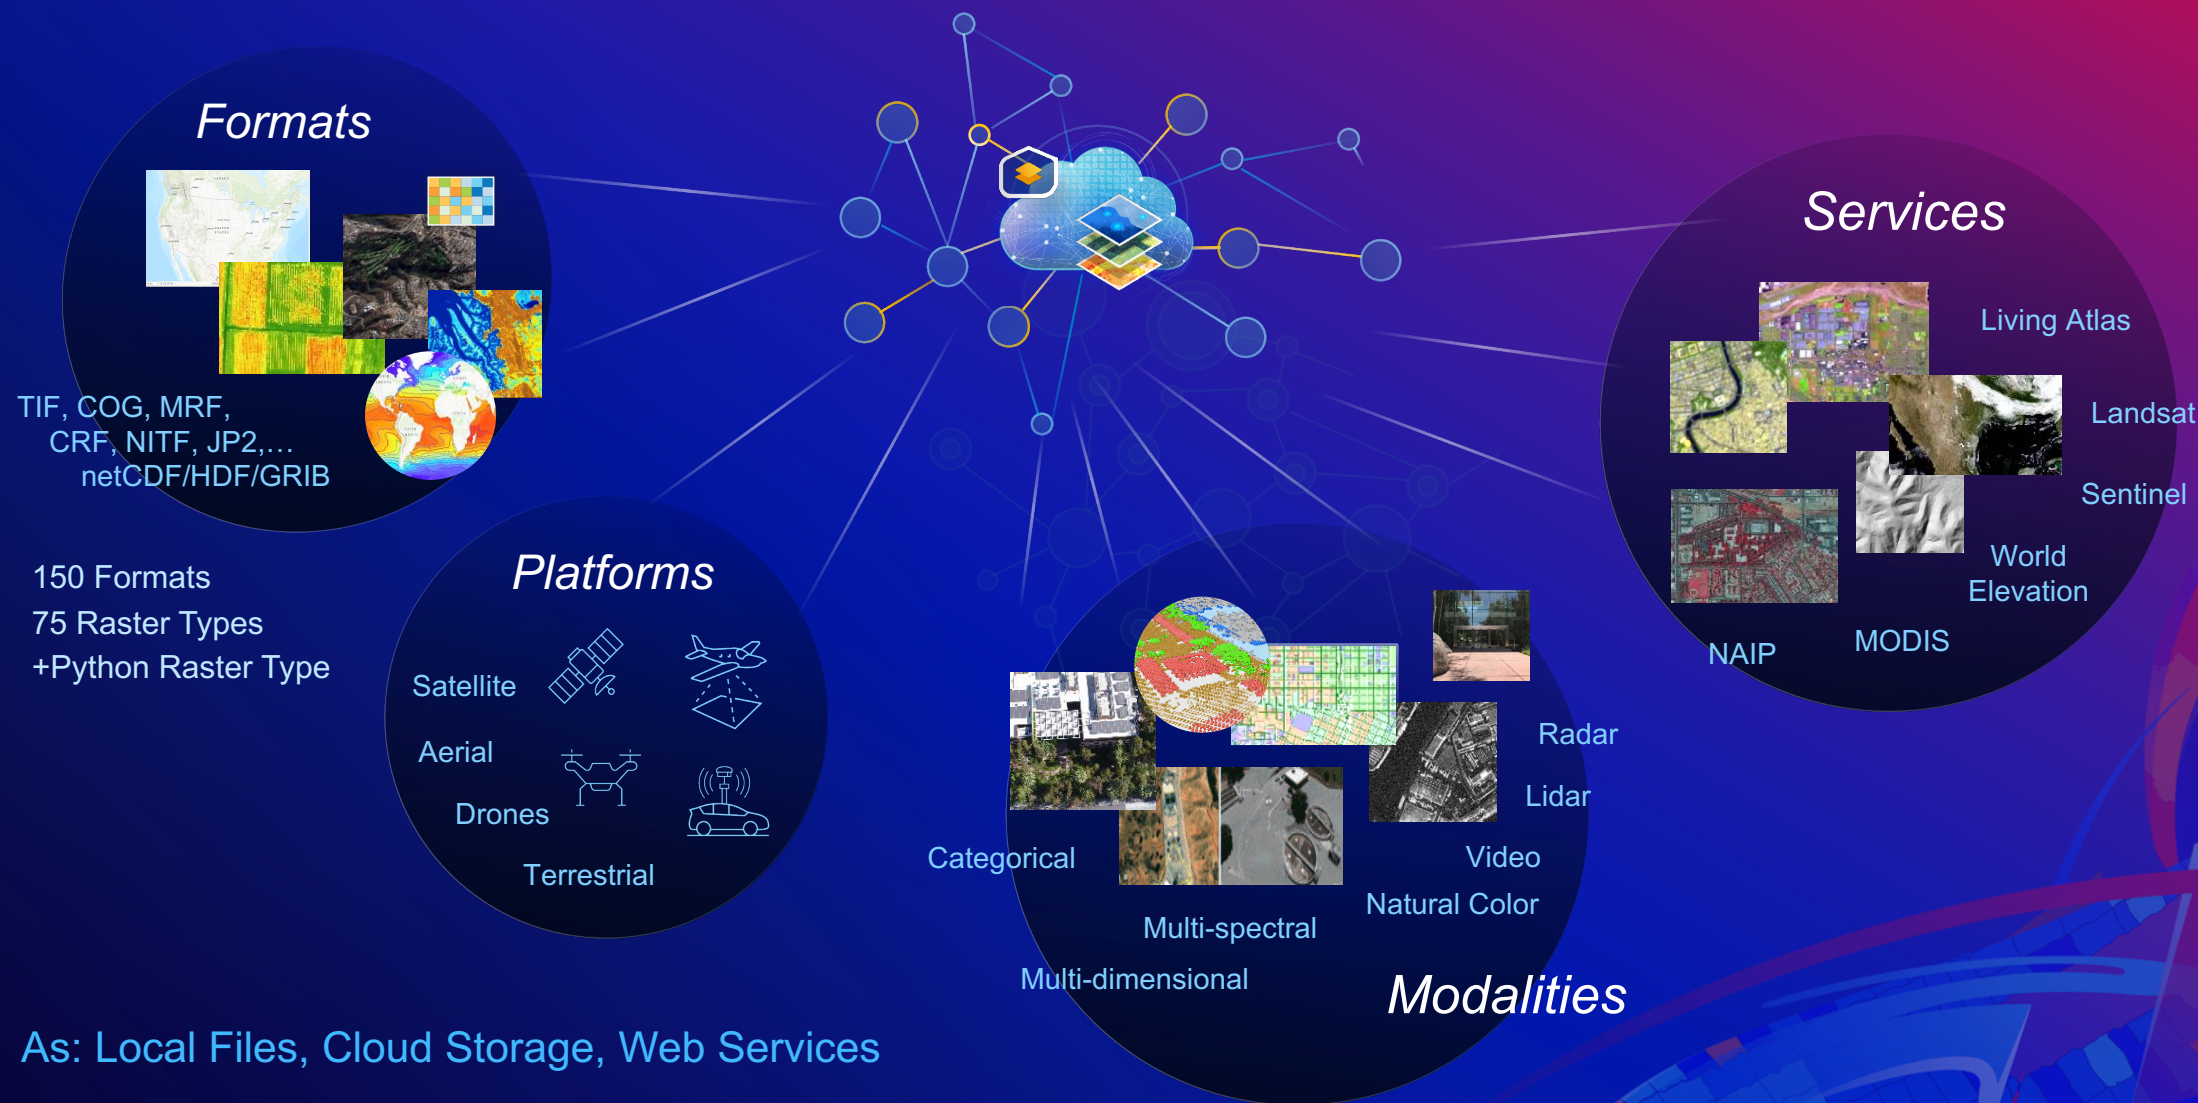 Formats
TIF, COG, MRF,
CRF, NITF, JP2,…
netCDF/HDF/GRIB
150 Formats
75 Raster Types
+Python Raster Type
Platforms
Satellite
Aerial
Drones
Terrestrial
Services
Living Atlas
Landsat
Sentinel
World
Elevation
MODIS
NAIP
Radar
Lidar
Video
Natural Color
Categorical
Multi-spectral
Multi-dimensional
Modalities
As: Local Files, Cloud Storage, Web Services